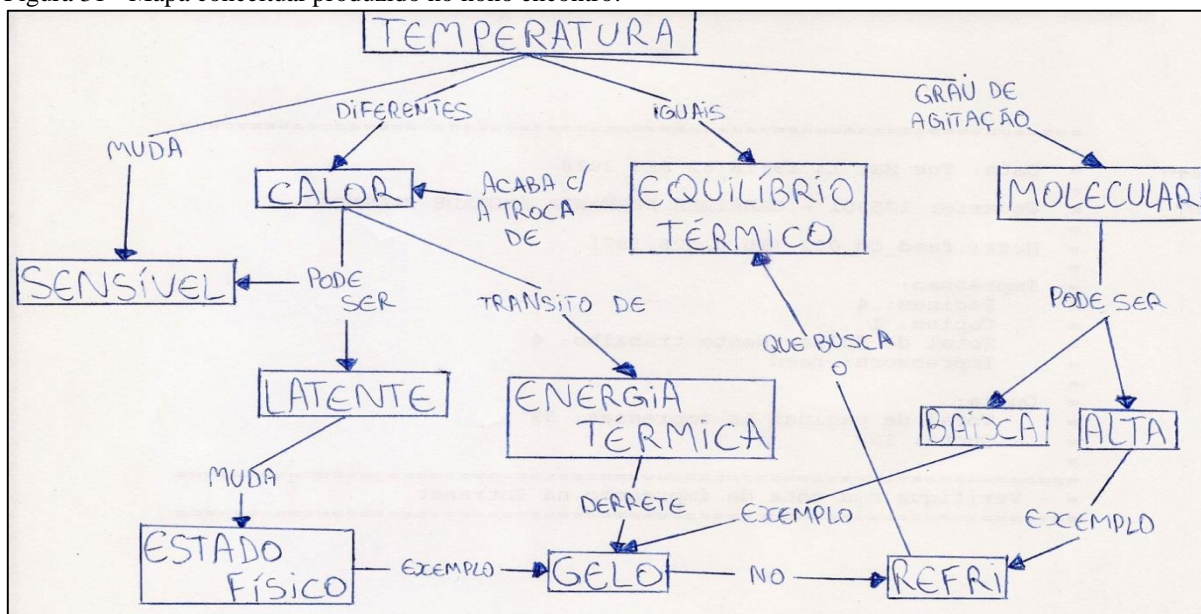 Figura 31 - Mapa conceitual produzido no nono encontro.
TEMPERATURA
MUDA
DIFERENTES
IGUAIS
GRAU DE
AGITAÇÃO
CALOR
ACABA C/
A TROCA
DE
EQUILÍBRIO
TÉRMICO
MOLECULAR
SENSÍVEL
PODE
SER
TRANSITO DE
QUE BUSCA
O
PODE SER
LATENTE
ENERGIA
TÉRMICA
BAIXA
ALTA
MUDA
DERRETE
EXEMPLO
EXEMPLO
ESTADO
FÍSICO
EXEMPLO
GELO
NO
REFRI